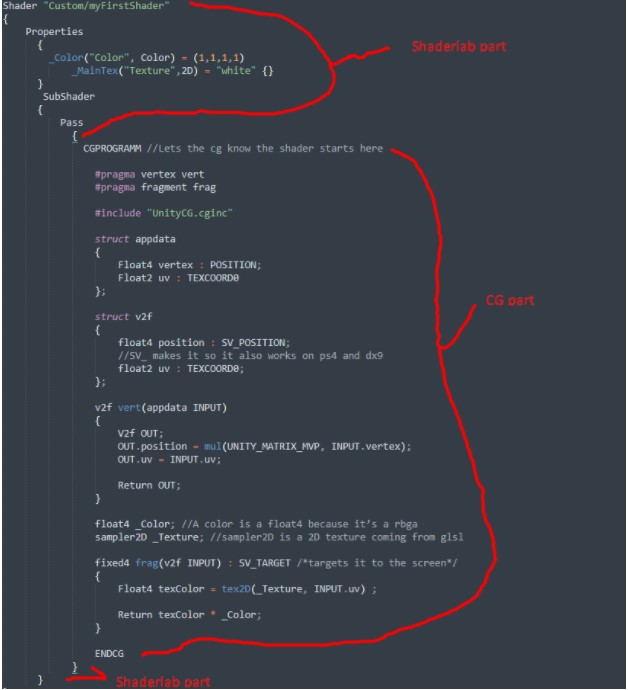 Shader "Custom/myFirstShader"
{
Properties
{
_Color("Color", Color) = (1,1,1,1)
_MainTex("Texture",2D) = "white" {}
}
Shaderlab part
SubShader
{
Pass
{
CGPROGRAMM //Lets the cg know the shader starts here
#pragma vertex vert
#pragma fragment frag
#include "UnityCG.cginc"
struct appdata
{
Float4 vertex : POSITION;
Float2 uv : TEXCOORD0
};
CG part
struct v2f
{
float4 position : SV_POSITION;
//SV_ makes it so it also works on ps4 and dx9
float2 uv : TEXCOORD0;
};
v2f vert(appdata INPUT)
{
V2f OUT;
OUT.position = mul(UNITY_MATRIX_MVP, INPUT.vertex);
OUT.uv = INPUT.uv;
Return OUT;
}
float4 _Color; //A color is a float4 because it’s a rbga
sampler2D _Texture; //sampler2D is a 2D texture coming from glsl
fixed4 frag(v2f INPUT) : SV_TARGET /*targets it to the screen*/
{
Float4 texColor = tex2D(_Texture, INPUT.uv) ;
Return texColor * _Color;
}
ENDCG
}
}
Shaderlab part